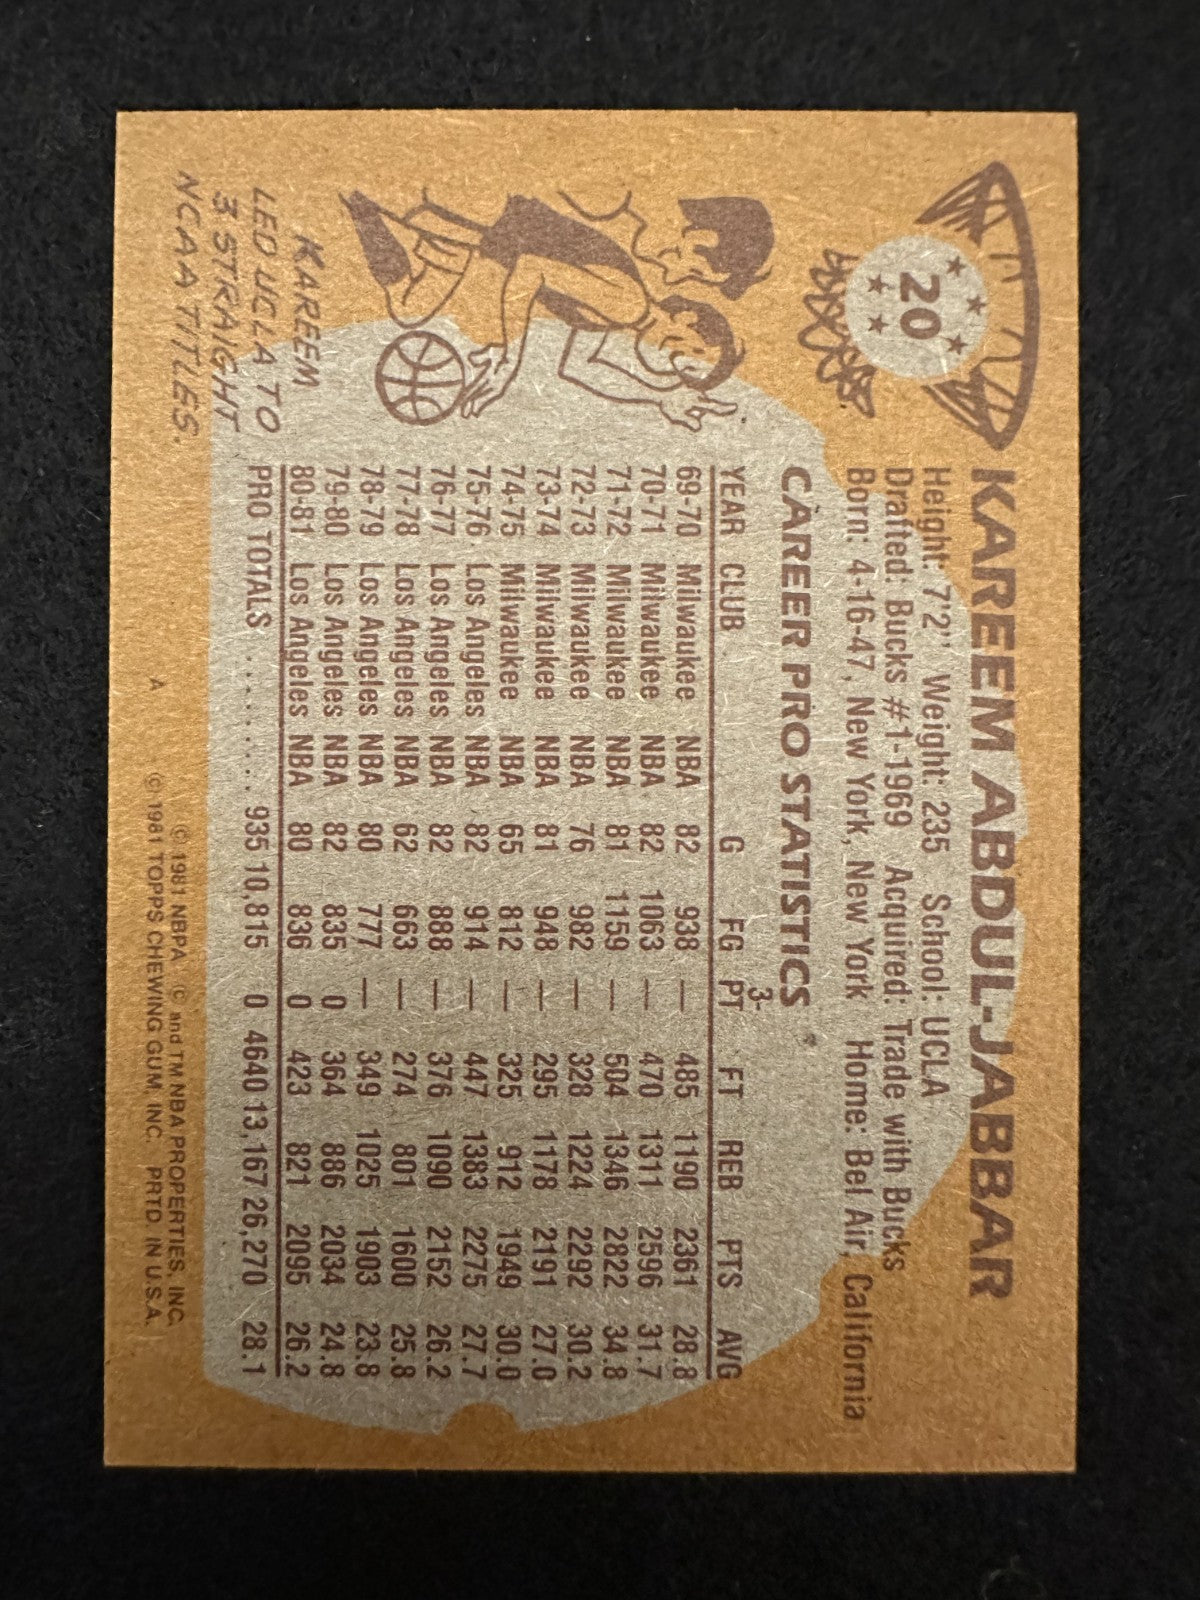 20
KAREEM ABDUL-JABBAR
Height: 7'2'' Weight: 235 School: UCLA
Drafted: Bucks #1-1969 Acquired: Trade with Bucks
Born: 4-16-47, New York, New York Home: Bel Air, California
CAREER PRO STATISTICS
YEAR CLUB G FG 3-PT FT REB PTS AVG
69-70 Milwaukee NBA 82 938 — 485 1190 2361 28.8
70-71 Milwaukee NBA 82 1063 — 470 1311 2596 31.7
71-72 Milwaukee NBA 81 1159 — 504 1346 2822 34.8
72-73 Milwaukee NBA 76 982 — 328 1224 2292 30.2
73-74 Milwaukee NBA 81 948 — 295 1178 2191 27.0
74-75 Milwaukee NBA 65 812 — 325 912 1949 30.0
75-76 Los Angeles NBA 82 914 — 447 1383 2275 27.7
76-77 Los Angeles NBA 82 888 — 376 1090 2152 26.2
77-78 Los Angeles NBA 62 663 — 274 801 1600 25.8
78-79 Los Angeles NBA 80 777 — 349 1025 1903 23.8
79-80 Los Angeles NBA 82 835 0 364 886 2034 24.8
80-81 Los Angeles NBA 80 836 0 423 821 2095 26.2
PRO TOTALS .......... 935 10,815 0 4640 13,167 26,270 28.1
KAREEM
LED UCLA TO
3 STRAIGHT
NCAA TITLES.
© 1981 NBPA © and TM NBA PROPERTIES, INC.
A © 1981 TOPPS CHEWING GUM, INC. PRTD. IN U.S.A.